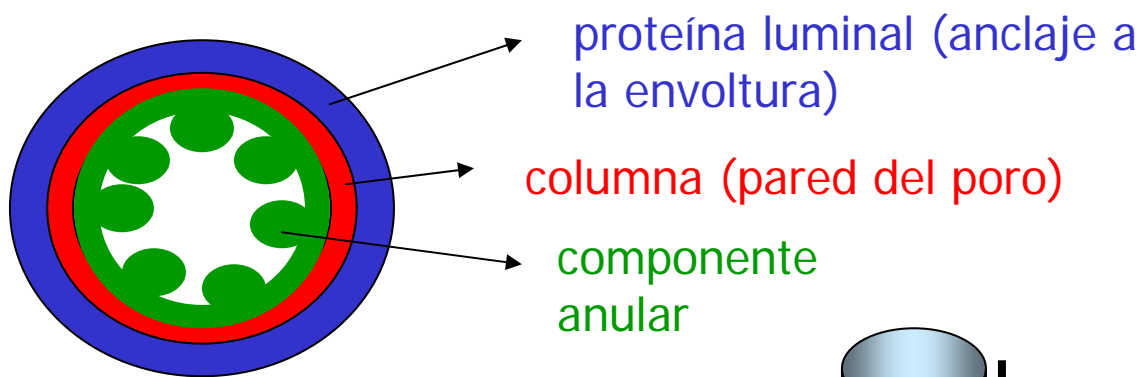 proteína luminal (anclaje a
la envoltura)
columna (pared del poro)
componente
anular